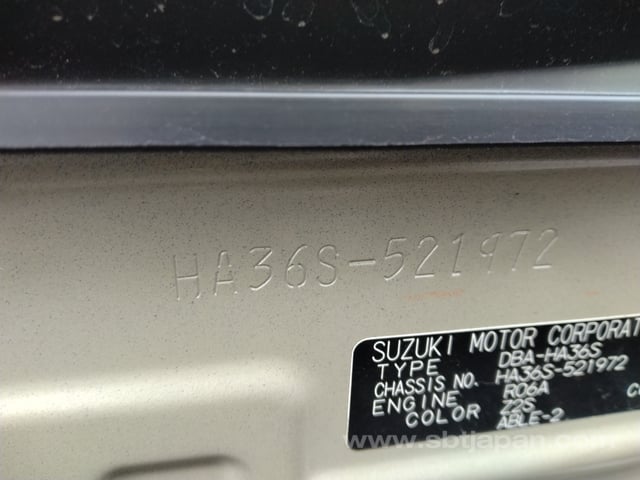 HA36S-521972
SUZUKI MOTOR CORPORAT
TYPE DBA-HA36S
CHASSIS NO. HA36S-521972
ENGINE R06A
COLOR Z2S
ABLE-2
www.sbtjapan.com